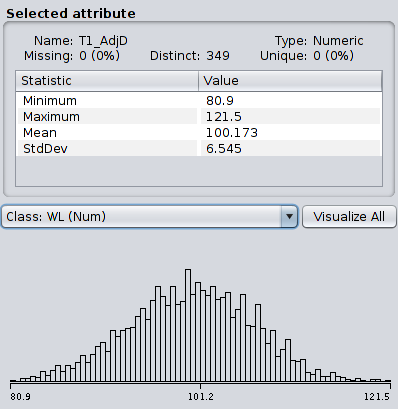 Selected attribute
Name: T1_AdjD Type: Numeric
Missing: 0 (0%) Distinct: 349 Unique: 0 (0%)
Statistic Value
Minimum 80.9
Maximum 121.5
Mean 100.173
StdDev 6.545
Class: WL (Num) Visualize All
80.9 101.2 121.5